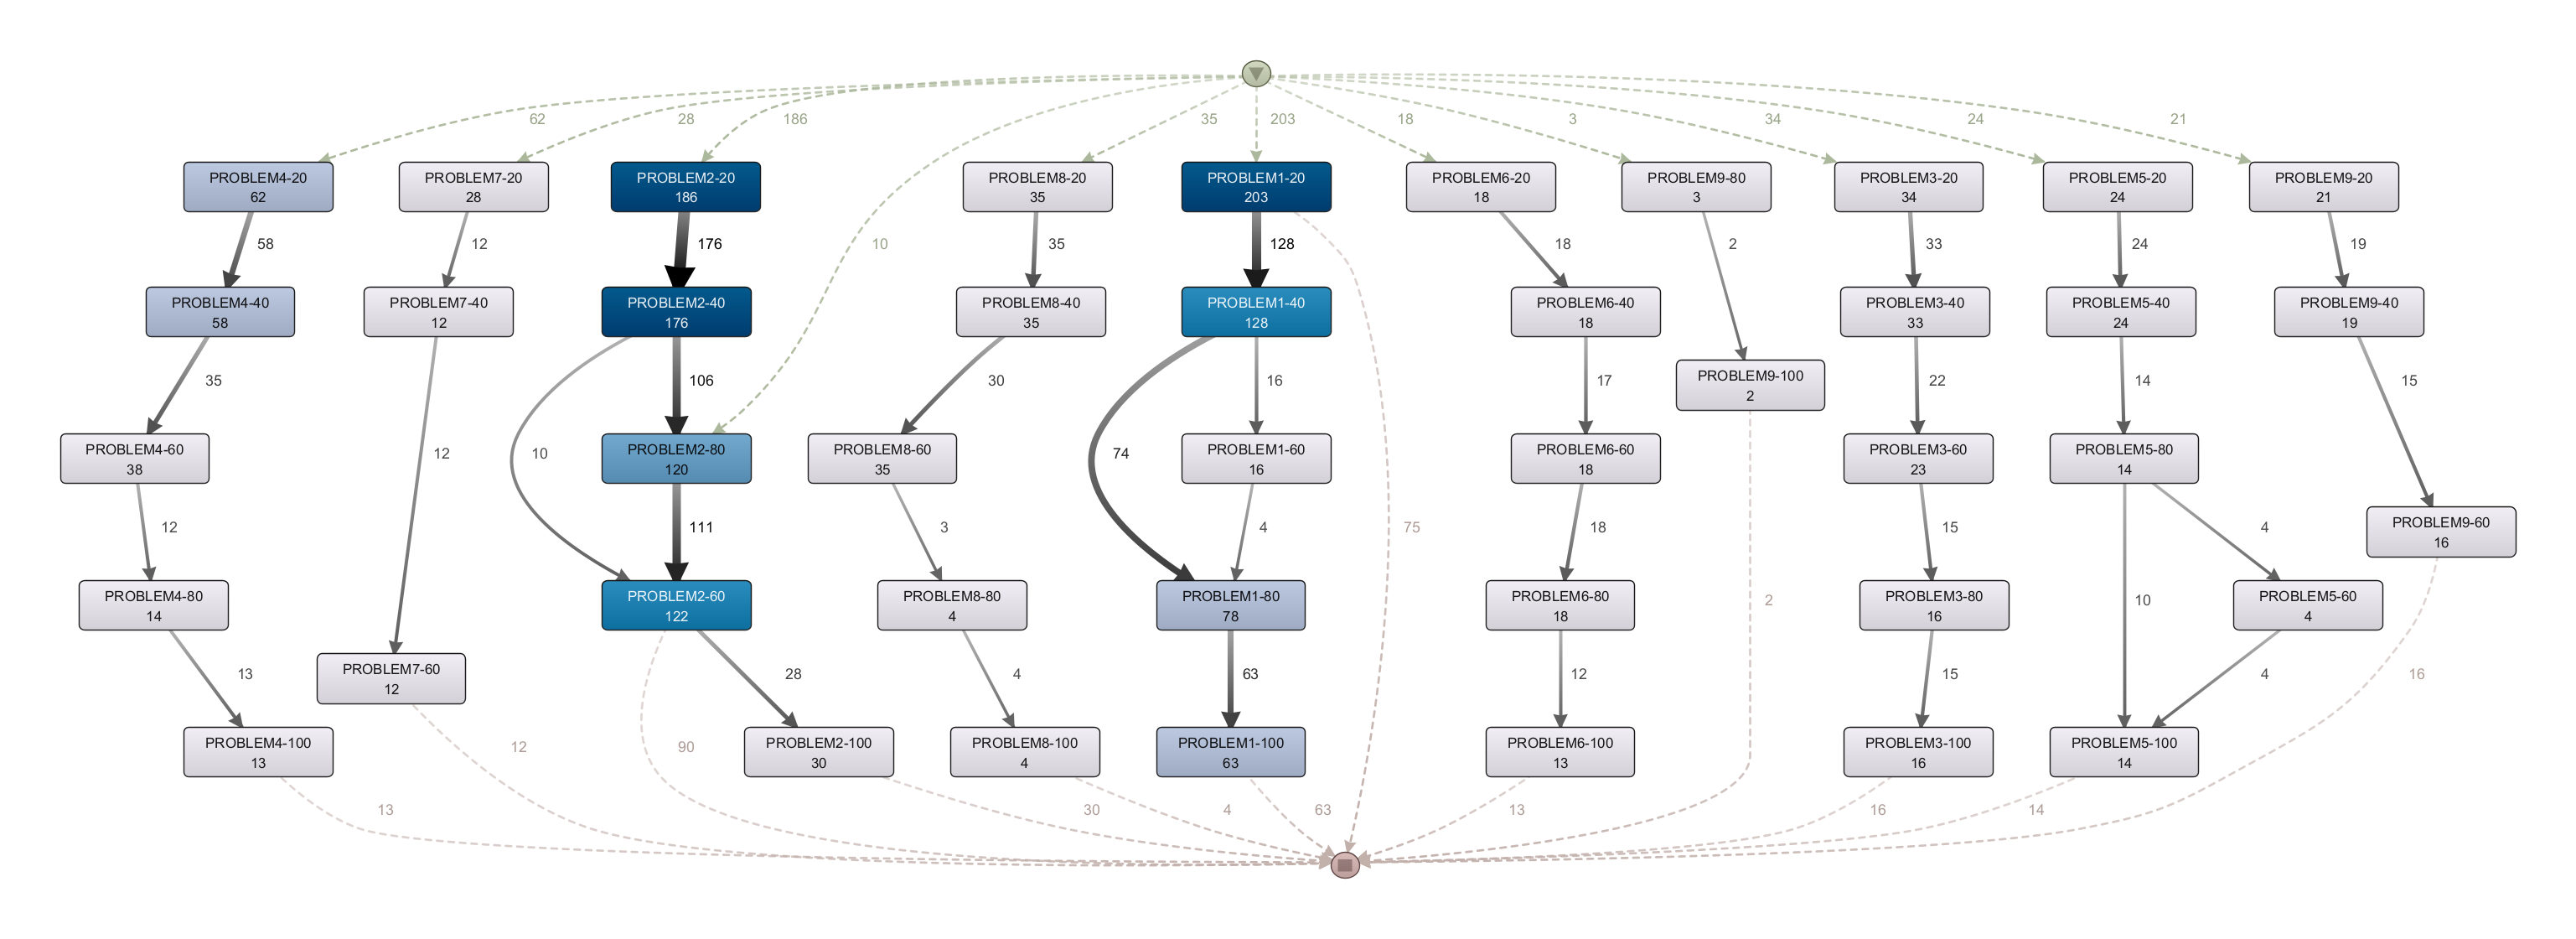 62
28
186
35
203
18
3
34
24
21
PROBLEM4-20
62
PROBLEM7-20
28
PROBLEM2-20
186
PROBLEM8-20
35
PROBLEM1-20
203
PROBLEM6-20
18
PROBLEM9-80
3
PROBLEM3-20
34
PROBLEM5-20
24
PROBLEM9-20
21
58
12
176
10
35
128
18
2
33
24
19
PROBLEM4-40
58
PROBLEM7-40
12
PROBLEM2-40
176
PROBLEM8-40
35
PROBLEM1-40
128
PROBLEM6-40
18
PROBLEM3-40
33
PROBLEM5-40
24
PROBLEM9-40
19
35
106
30
16
17
PROBLEM9-100
2
22
14
15
PROBLEM4-60
38
12
10
PROBLEM2-80
120
PROBLEM8-60
35
74
PROBLEM1-60
16
PROBLEM6-60
18
PROBLEM3-60
23
PROBLEM5-80
14
12
111
3
4
75
18
15
4
PROBLEM9-60
16
PROBLEM4-80
14
PROBLEM2-60
122
PROBLEM8-80
4
PROBLEM1-80
78
PROBLEM6-80
18
2
PROBLEM3-80
16
10
PROBLEM5-60
4
13
PROBLEM7-60
12
28
4
63
12
15
4
16
PROBLEM4-100
13
12
90
PROBLEM2-100
30
PROBLEM8-100
4
PROBLEM1-100
63
PROBLEM6-100
13
PROBLEM3-100
16
PROBLEM5-100
14
13
30
4
63
13
16
14